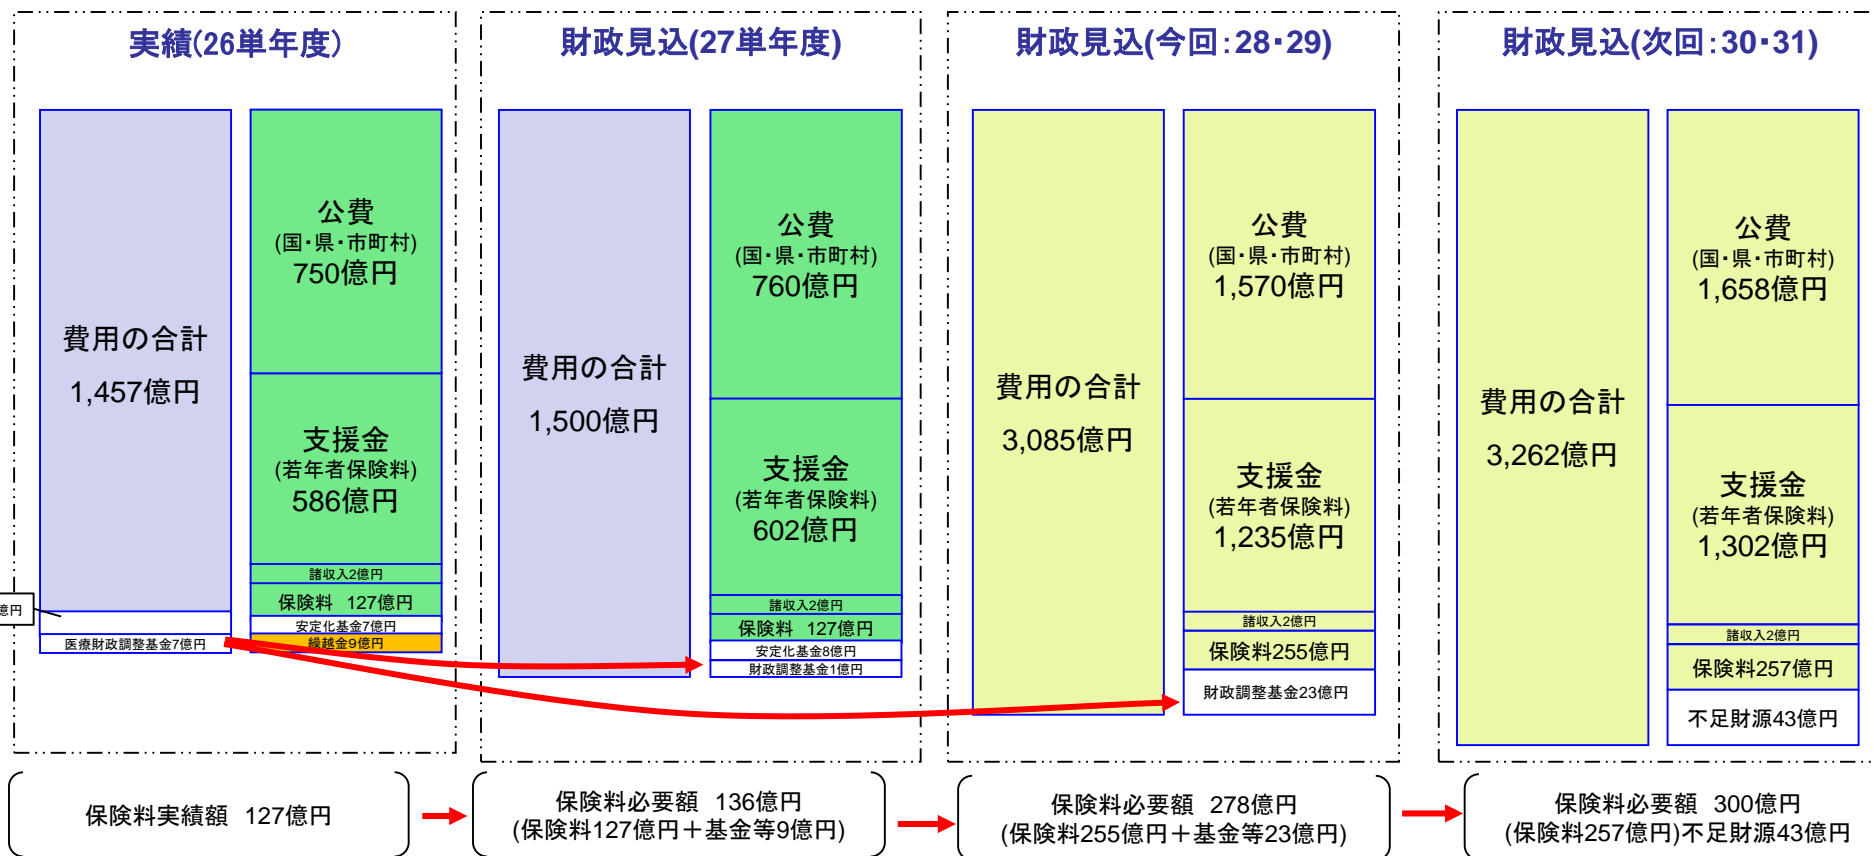 実績(26単年度)
費用の合計
1,457億円
億円
医療財政調整基金7億円
公費
(国・県・市町村)
750億円
支援金
(若年者保険料)
586億円
諸収入2億円
保険料 127億円
安定化基金7億円
繰越金9億円
保険料実績額 127億円
財政見込(27単年度)
費用の合計
1,500億円
公費
(国・県・市町村)
760億円
支援金
(若年者保険料)
602億円
諸収入2億円
保険料 127億円
安定化基金8億円
財政調整基金1億円
保険料必要額 136億円
(保険料127億円＋基金等9億円)
財政見込(今回:28・29)
費用の合計
3,085億円
公費
(国・県・市町村)
1,570億円
支援金
(若年者保険料)
1,235億円
諸収入2億円
保険料255億円
財政調整基金23億円
保険料必要額 278億円
(保険料255億円＋基金等23億円)
財政見込(次回:30・31)
費用の合計
3,262億円
公費
(国・県・市町村)
1,658億円
支援金
(若年者保険料)
1,302億円
諸収入2億円
保険料257億円
不足財源43億円
保険料必要額 300億円
(保険料257億円)不足財源43億円